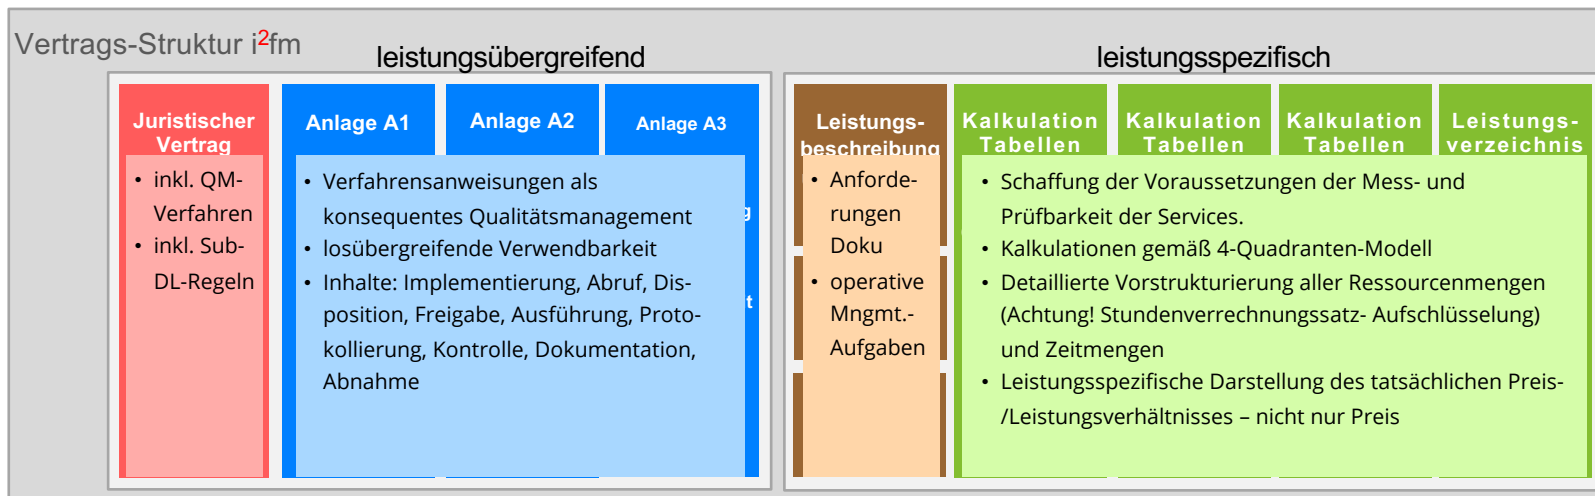 Vertrags-Struktur i²fm
leistungsübergreifend
leistungsspezifisch
Juristischer
Vertrag
Anlage A1
Anlage A2
Anlage A3
Leistungs-
beschreibung
Kalkulation
Tabellen
Kalkulation
Tabellen
Kalkulation
Tabellen
Leistungs-
verzeichnis
• inkl. QM-
Verfahren
• inkl. Sub-
DL-Regeln
• Verfahrensanweisungen als
konsequentes Qualitätsmanagement
• losübergreifende Verwendbarkeit
• Inhalte: Implementierung, Abruf, Dis-
position, Freigabe, Ausführung, Proto-
kollierung, Kontrolle, Dokumentation,
Abnahme
• Anforde-
rungen
Doku
• operative
Mngmt.-
Aufgaben
• Schaffung der Voraussetzungen der Mess- und
Prüfbarkeit der Services.
• Kalkulationen gemäß 4-Quadranten-Modell
• Detaillierte Vorstrukturierung aller Ressourcenmengen
(Achtung! Stundenverrechnungssatz- Aufschlüsselung)
und Zeitmengen
• Leistungsspezifische Darstellung des tatsächlichen Preis-
/Leistungsverhältnisses – nicht nur Preis